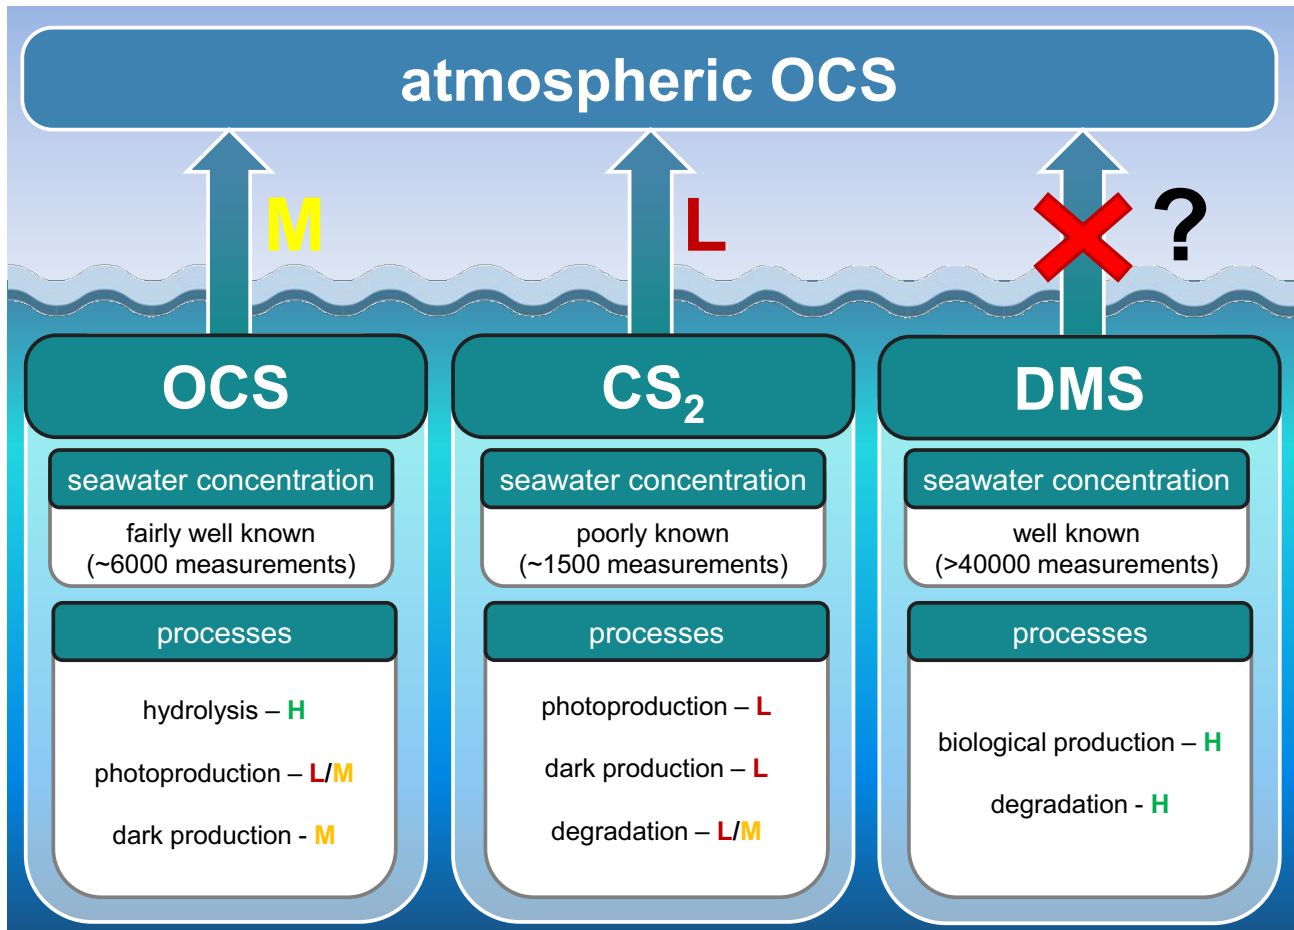 atmospheric OCS
M
L
?
OCS
seawater concentration
fairly well known
(~6000 measurements)
processes
hydrolysis – H
photoproduction – L/M
dark production - M
CS2
seawater concentration
poorly known
(~1500 measurements)
processes
photoproduction – L
dark production – L
degradation – L/M
DMS
seawater concentration
well known
(>40000 measurements)
processes
biological production – H
degradation - H